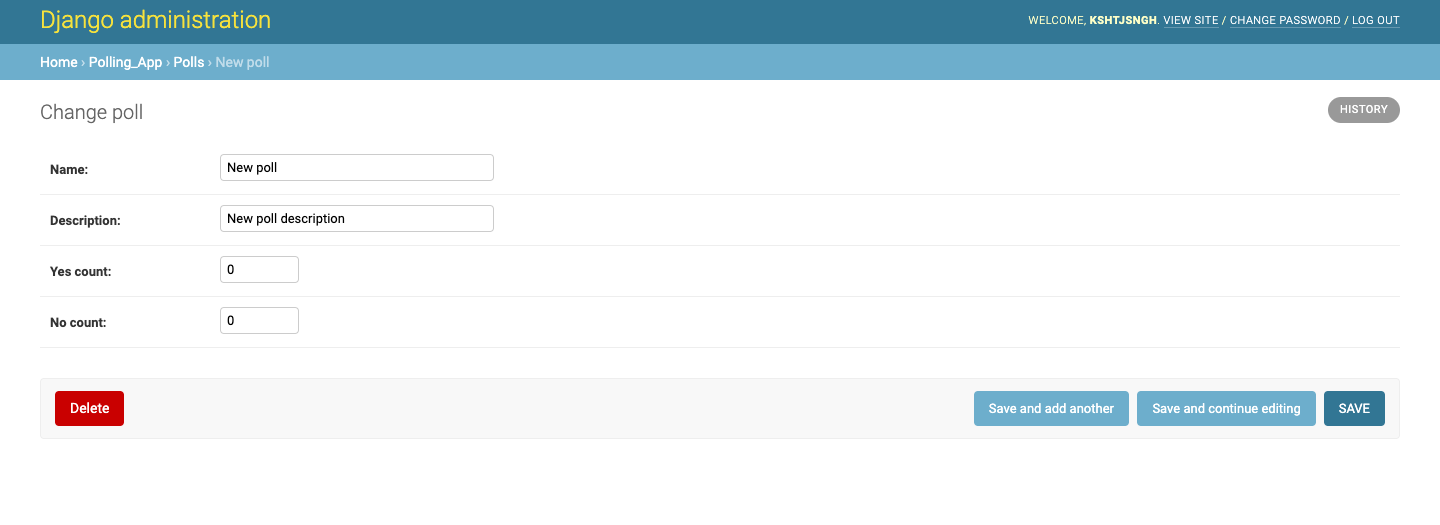 Django administration
WELCOME, KSHTJSNGH. VIEW SITE / CHANGE PASSWORD / LOG OUT
Home › Polling_App › Polls › New poll
Change poll
HISTORY
Name: New poll
Description: New poll description
Yes count: 0
No count: 0
Delete Save and add another Save and continue editing SAVE